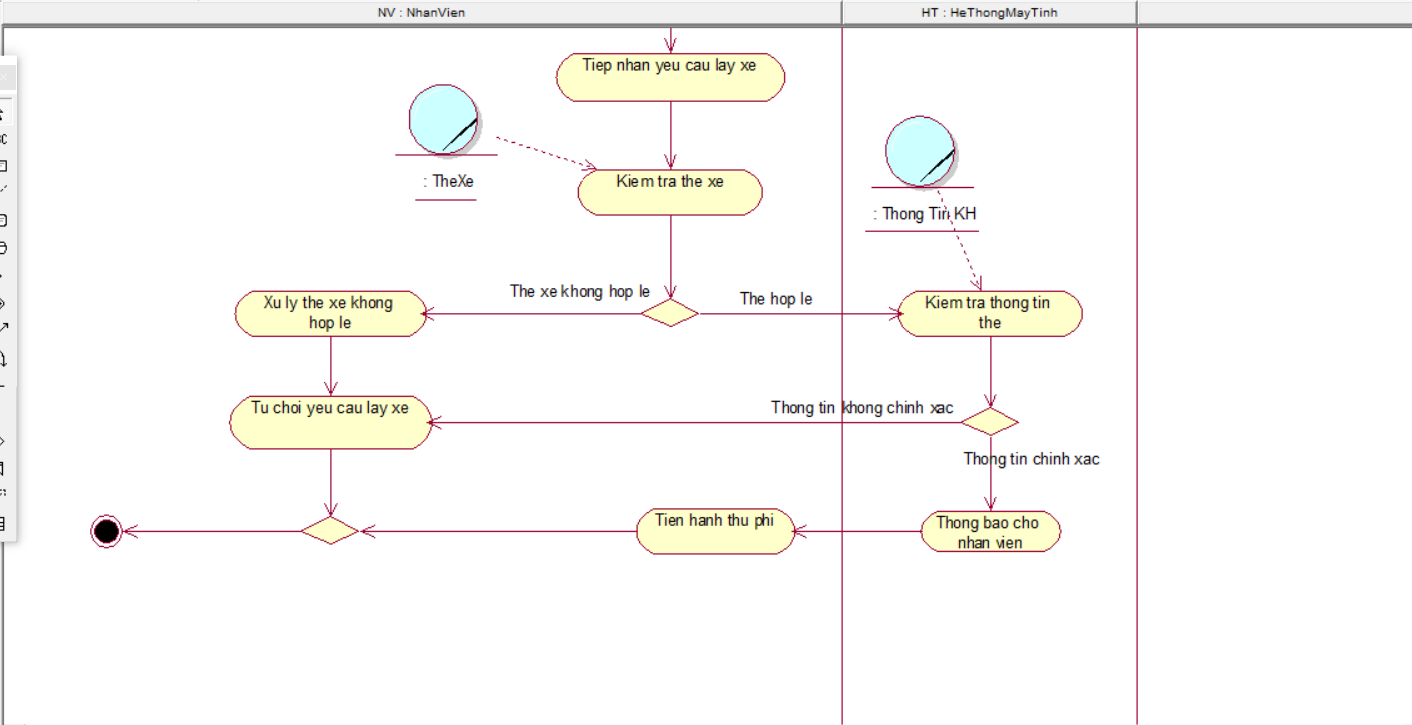 NV : NhanVien
HT : HeThongMayTinh
Tiep nhan yeu cau lay xe
: TheXe
Kiem tra the xe
: Thong Tin KH
Xu ly the xe khong
hop le
The xe khong hop le
The hop le
Kiem tra thong tin
the
Tu choi yeu cau lay xe
Thong tin khong chinh xac
Thong tin chinh xac
Tien hanh thu phi
Thong bao cho
nhan vien